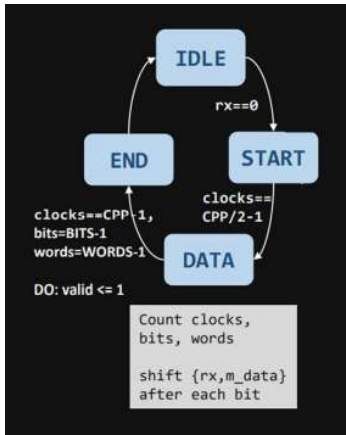 IDLE
rx==0
END
START
clocks==
CPP/2-1
clocks==CPP-1,
bits=BITS-1
words=WORDS-1
DATA
DO: valid <= 1
Count clocks,
bits, words
shift {rx,m_data}
after each bit